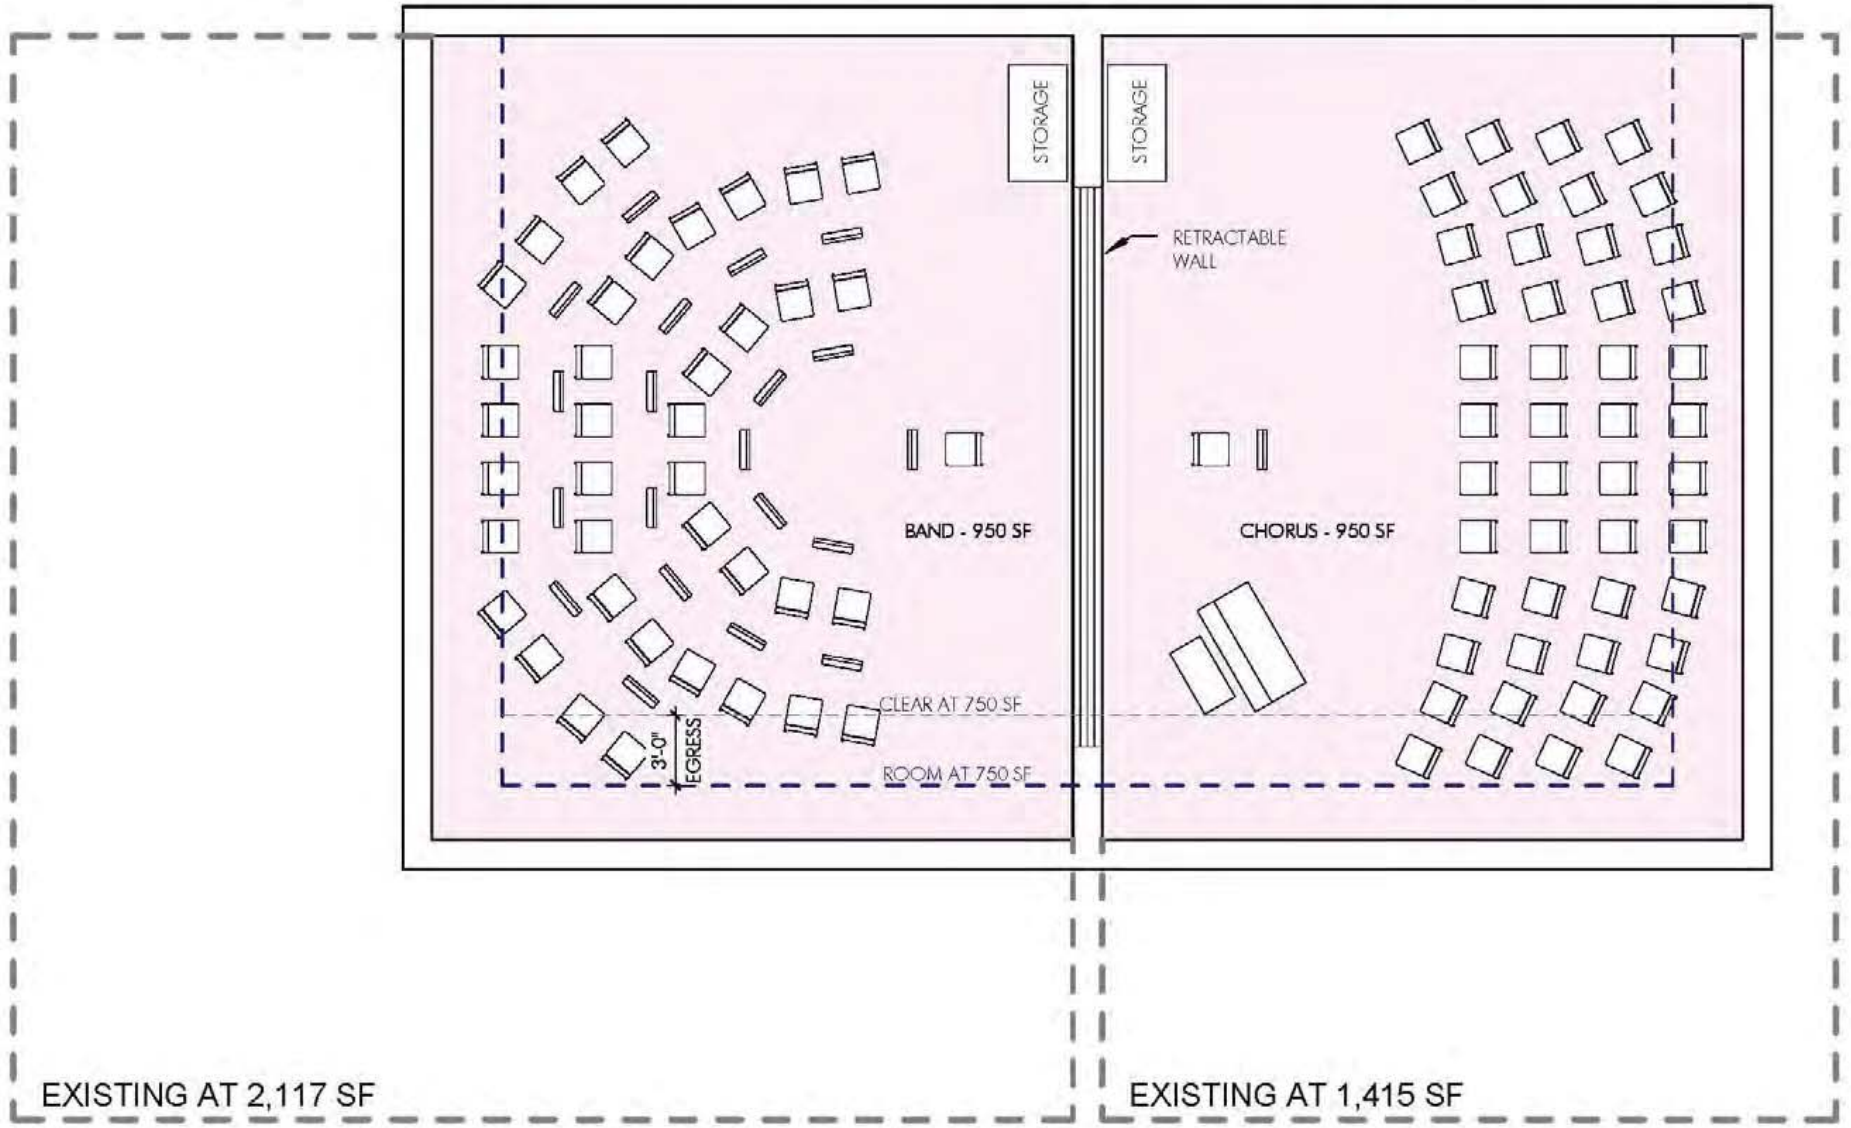 STORAGE
STORAGE
RETRACTABLE
WALL
BAND - 950 SF
CHORUS - 950 SF
CLEAR AT 750 SF
3'-0"
EGRESS
ROOM AT 750 SF
EXISTING AT 2,117 SF
EXISTING AT 1,415 SF